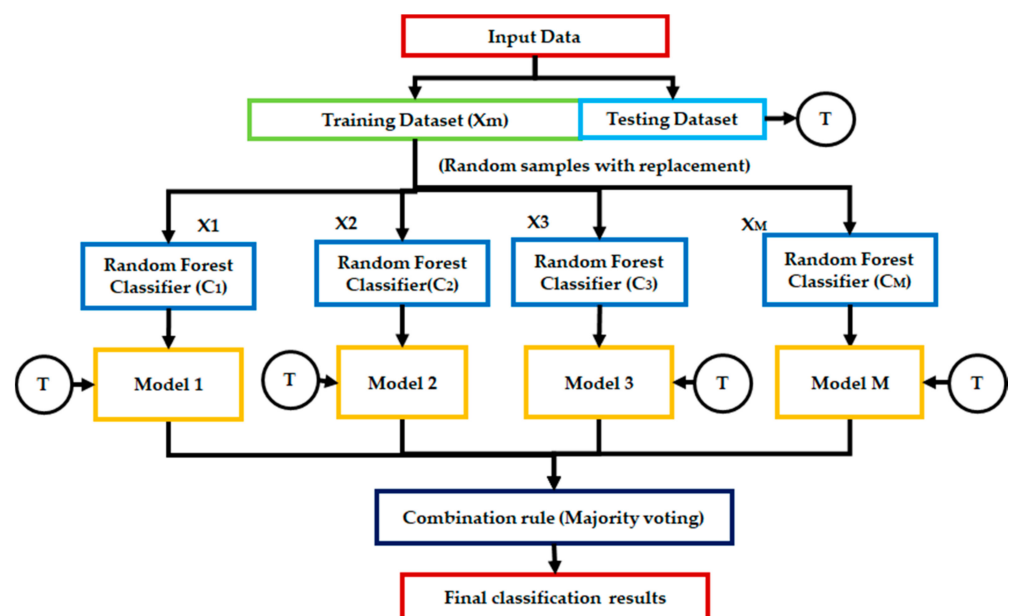 Input Data
Training Dataset (Xm)
Testing Dataset
T
(Random samples with replacement)
X1
X2
X3
XM
Random Forest
Classifier (C1)
Random Forest
Classifier(C2)
Random Forest
Classifier (C3)
Random Forest
Classifier (CM)
T
Model 1
T
Model 2
Model 3
T
Model M
T
Combination rule (Majority voting)
Final classification results